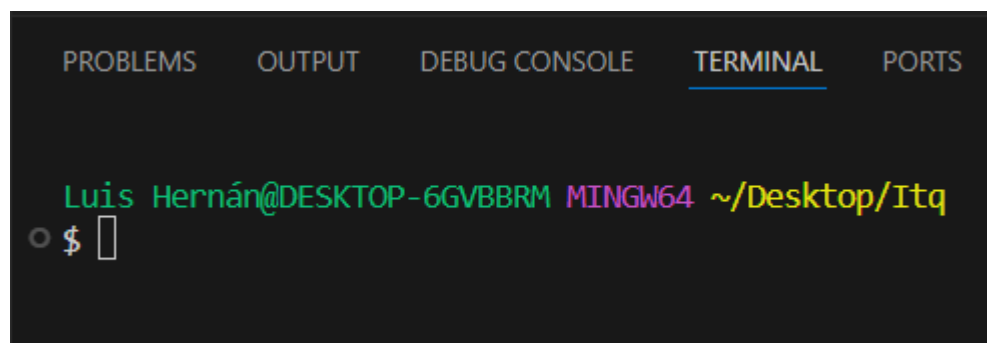 PROBLEMS OUTPUT DEBUG CONSOLE TERMINAL PORTS
Luis Hernán@DESKTOP-6GVBBRM MINGW64 ~/Desktop/Itq
$